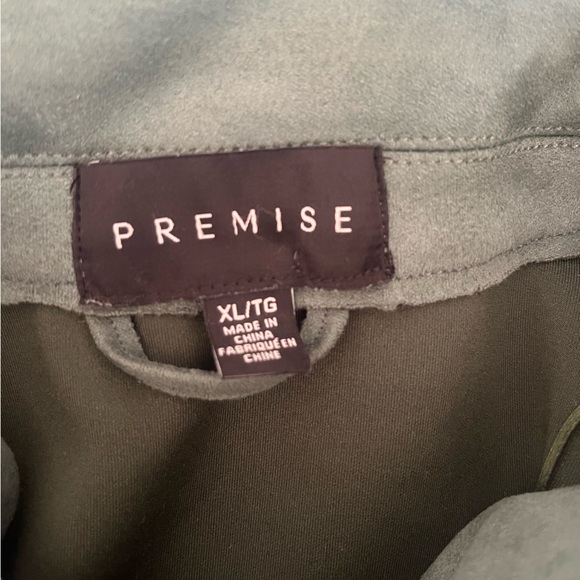 PREMISE
XL/TG
MADE IN
CHINA
FABRIQUÉ EN
CHINE